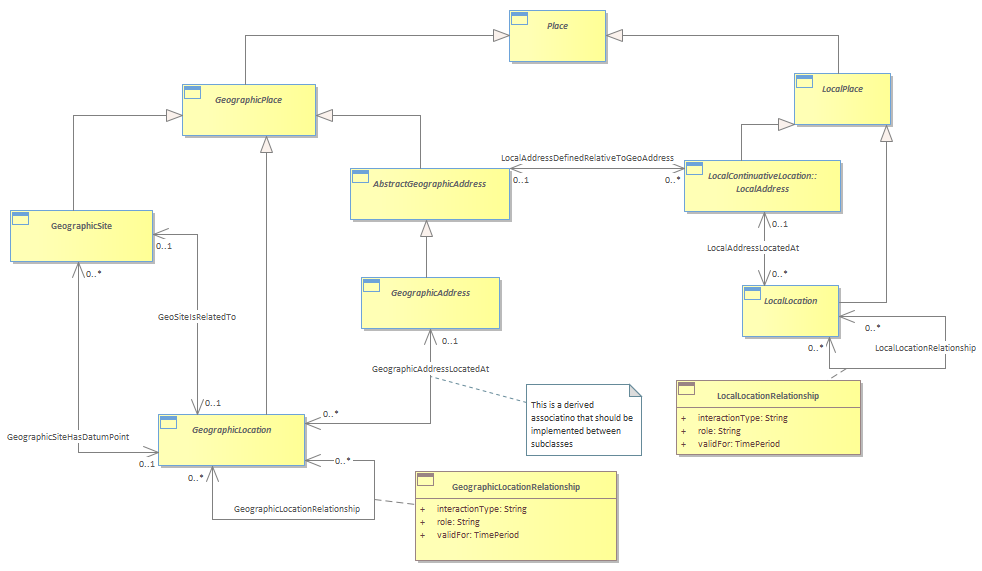 Place
GeographicPlace
LocalPlace
LocalAddressDefinedRelativeToGeoAddress
0..1
0..*
AbstractGeographicAddress
LocalContinuativeLocation::
LocalAddress
GeographicSite
0..1
0..*
0..1
LocalAddressLocatedAt
0..*
GeographicAddress
LocalLocation
GeoSiteIsRelatedTo
0..*
0..1
0..*
LocalLocationRelationship
GeographicAddressLocatedAt
LocalLocationRelationship
+ interactionType: String
+ role: String
+ validFor: TimePeriod
This is a derived
associatino that should be
implemented between
subclasses
0..1
0..*
GeographicLocation
GeographicSiteHasDatumPoint
0..1
0..*
0..*
GeographicLocationRelationship
GeographicLocationRelationship
+ interactionType: String
+ role: String
+ validFor: TimePeriod